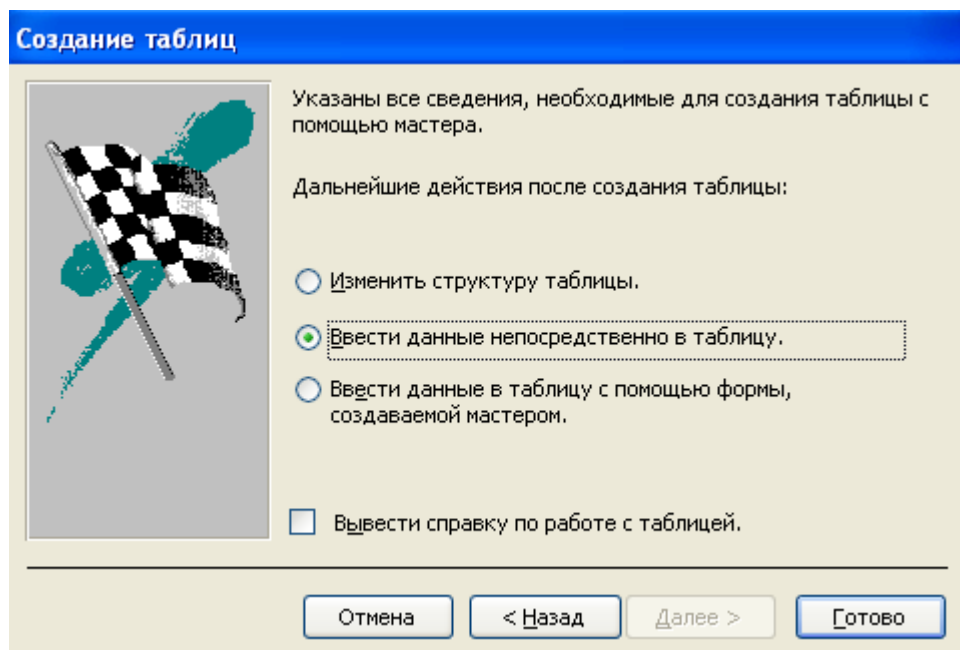 Создание таблиц
Указаны все сведения, необходимые для создания таблицы с
помощью мастера.
Дальнейшие действия после создания таблицы:
Изменить структуру таблицы.
Ввести данные непосредственно в таблицу.
Ввести данные в таблицу с помощью формы,
создаваемой мастером.
Вывести справку по работе с таблицей.
Отмена
< Назад
Далее >
Готово